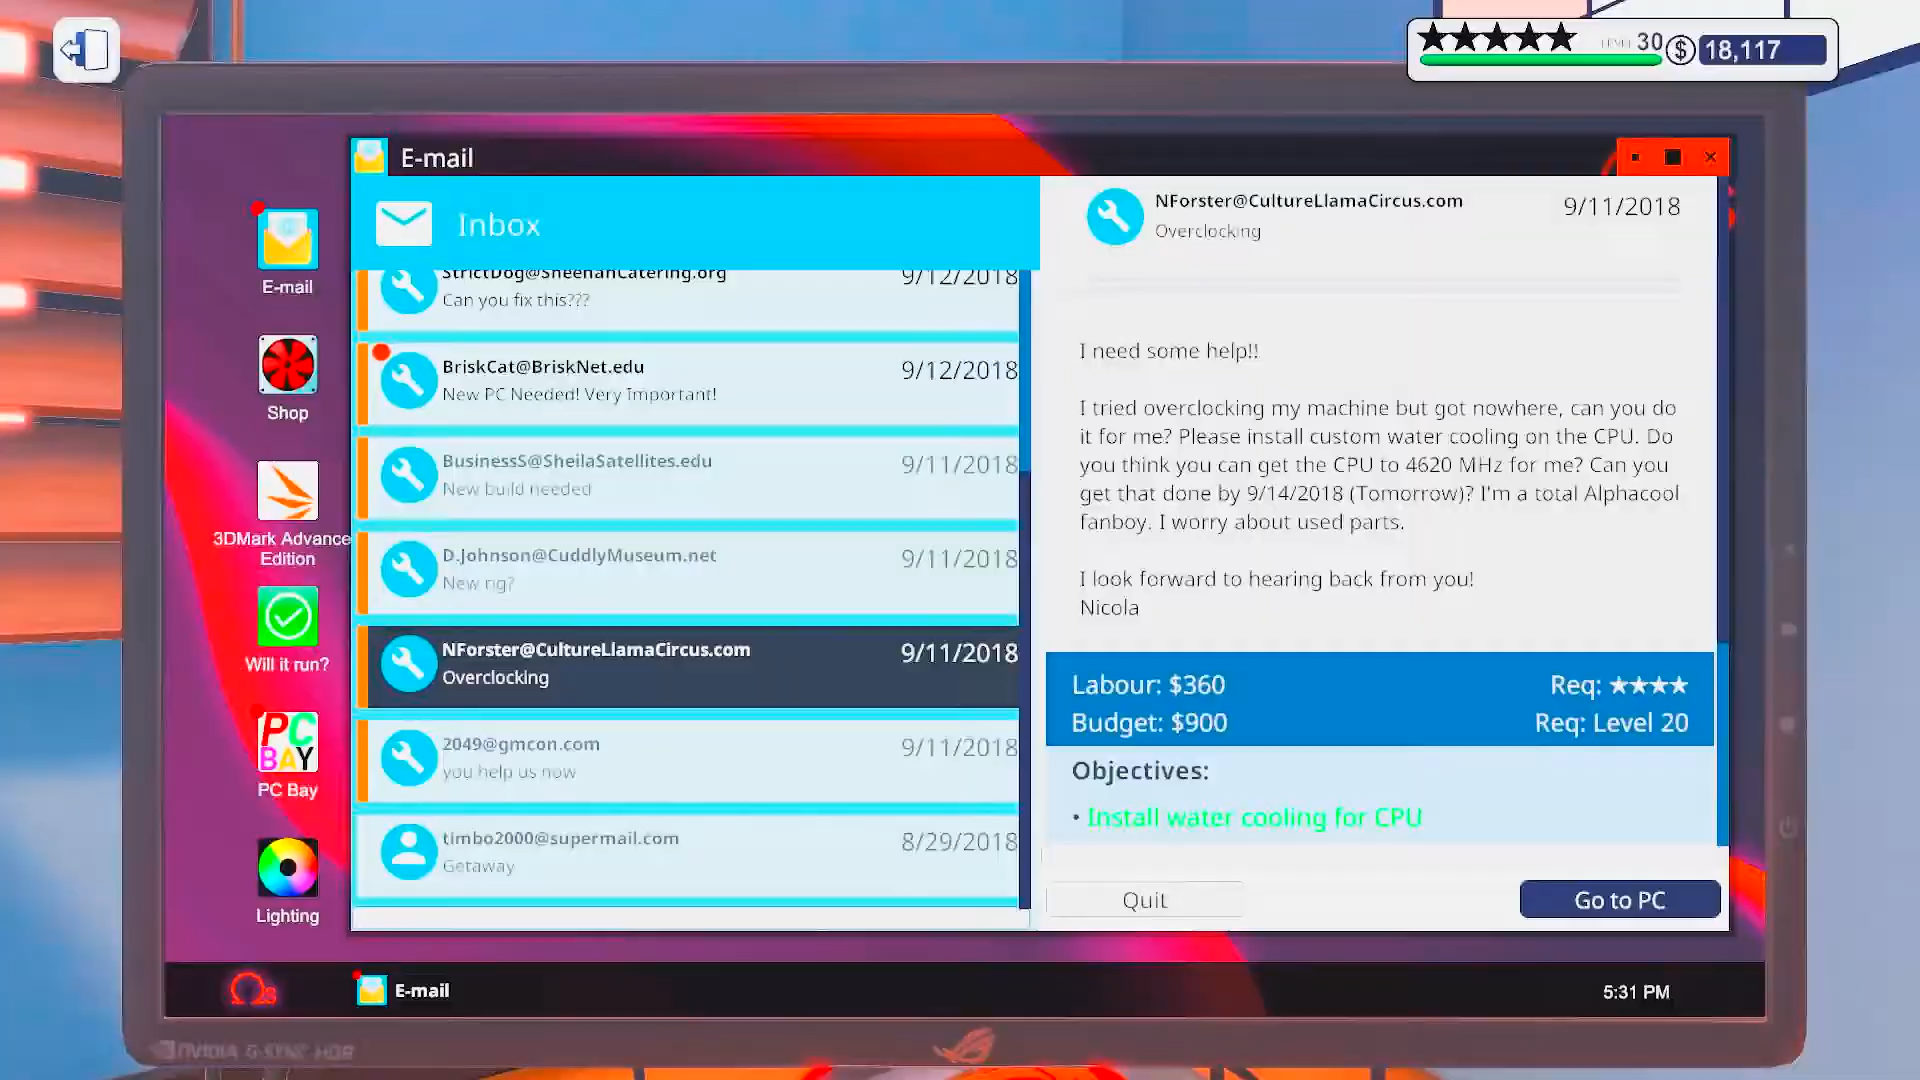 LEVEL 30 $ 18,117
E-mail
Inbox
StrictDog@SheehanCatering.org 9/12/2018
Can you fix this???
BriskCat@BriskNet.edu 9/12/2018
New PC Needed! Very Important!
BusinessS@SheilaSatellites.edu 9/11/2018
New build needed
D.Johnson@CuddlyMuseum.net 9/11/2018
New rig?
NForster@CultureLlamaCircus.com 9/11/2018
Overclocking
2049@gmcon.com 9/11/2018
you help us now
timbo2000@supermail.com 8/29/2018
Getaway
NForster@CultureLlamaCircus.com 9/11/2018
Overclocking
I need some help!!
I tried overclocking my machine but got nowhere, can you do
it for me? Please install custom water cooling on the CPU. Do
you think you can get the CPU to 4620 MHz for me? Can you
get that done by 9/14/2018 (Tomorrow)? I'm a total Alphacool
fanboy. I worry about used parts.
I look forward to hearing back from you!
Nicola
Labour: $360 Req: ★★★★
Budget: $900 Req: Level 20
Objectives:
• Install water cooling for CPU
Quit Go to PC
E-mail
Shop
3DMark Advance
Edition
Will it run?
PC
BAY
PC Bay
Lighting
E-mail
5:31 PM
NVIDIA G-SYNC HDR